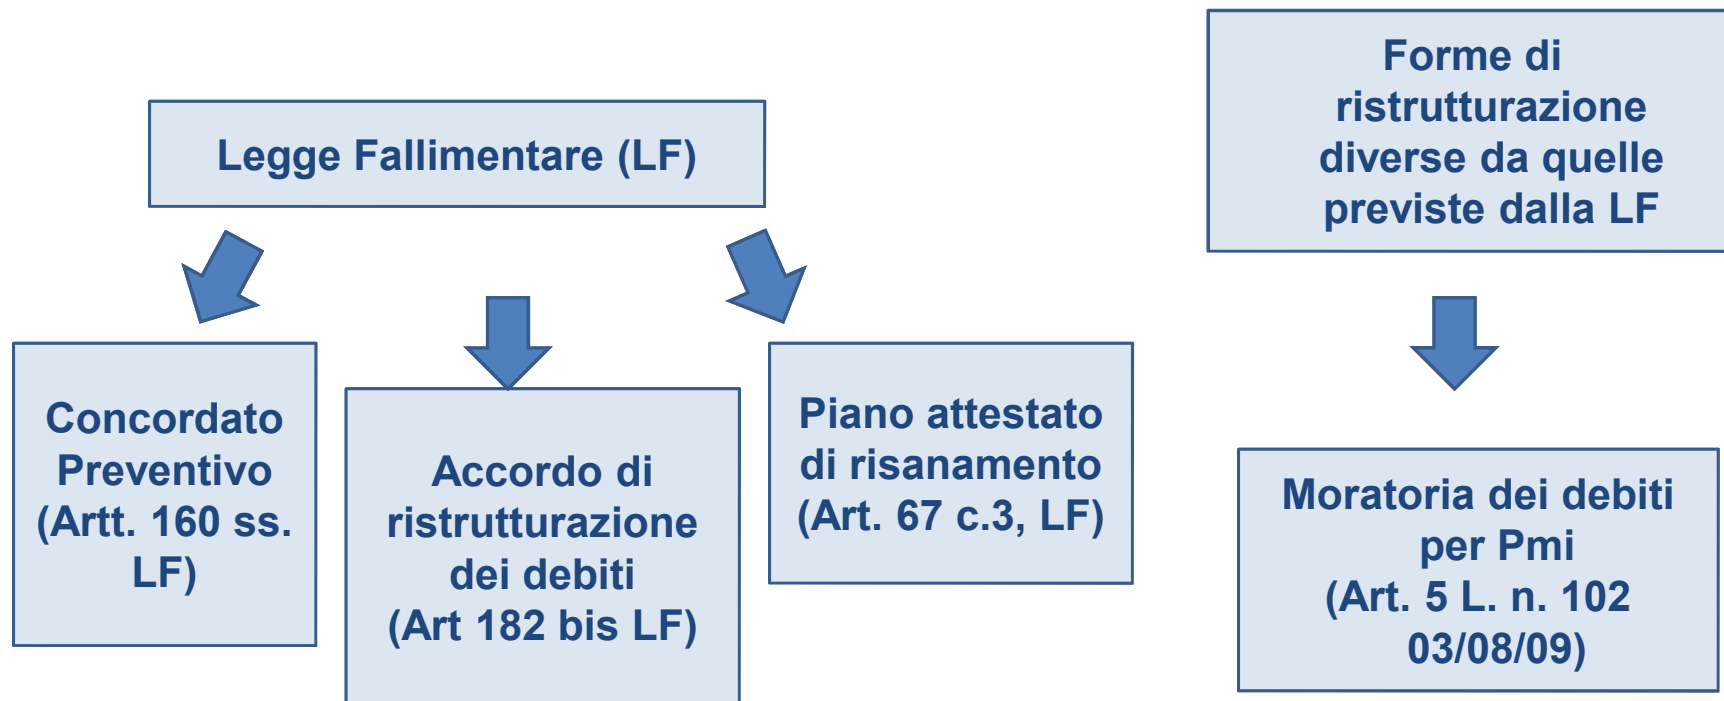 Legge Fallimentare (LF)
Concordato
Preventivo
(Artt. 160 ss.
LF)
Accordo di
ristrutturazione
dei debiti
(Art 182 bis LF)
Piano attestato
di risanamento
(Art. 67 c.3, LF)
Forme di
ristrutturazione
diverse da quelle
previste dalla LF
Moratoria dei debiti
per Pmi
(Art. 5 L. n. 102
03/08/09)